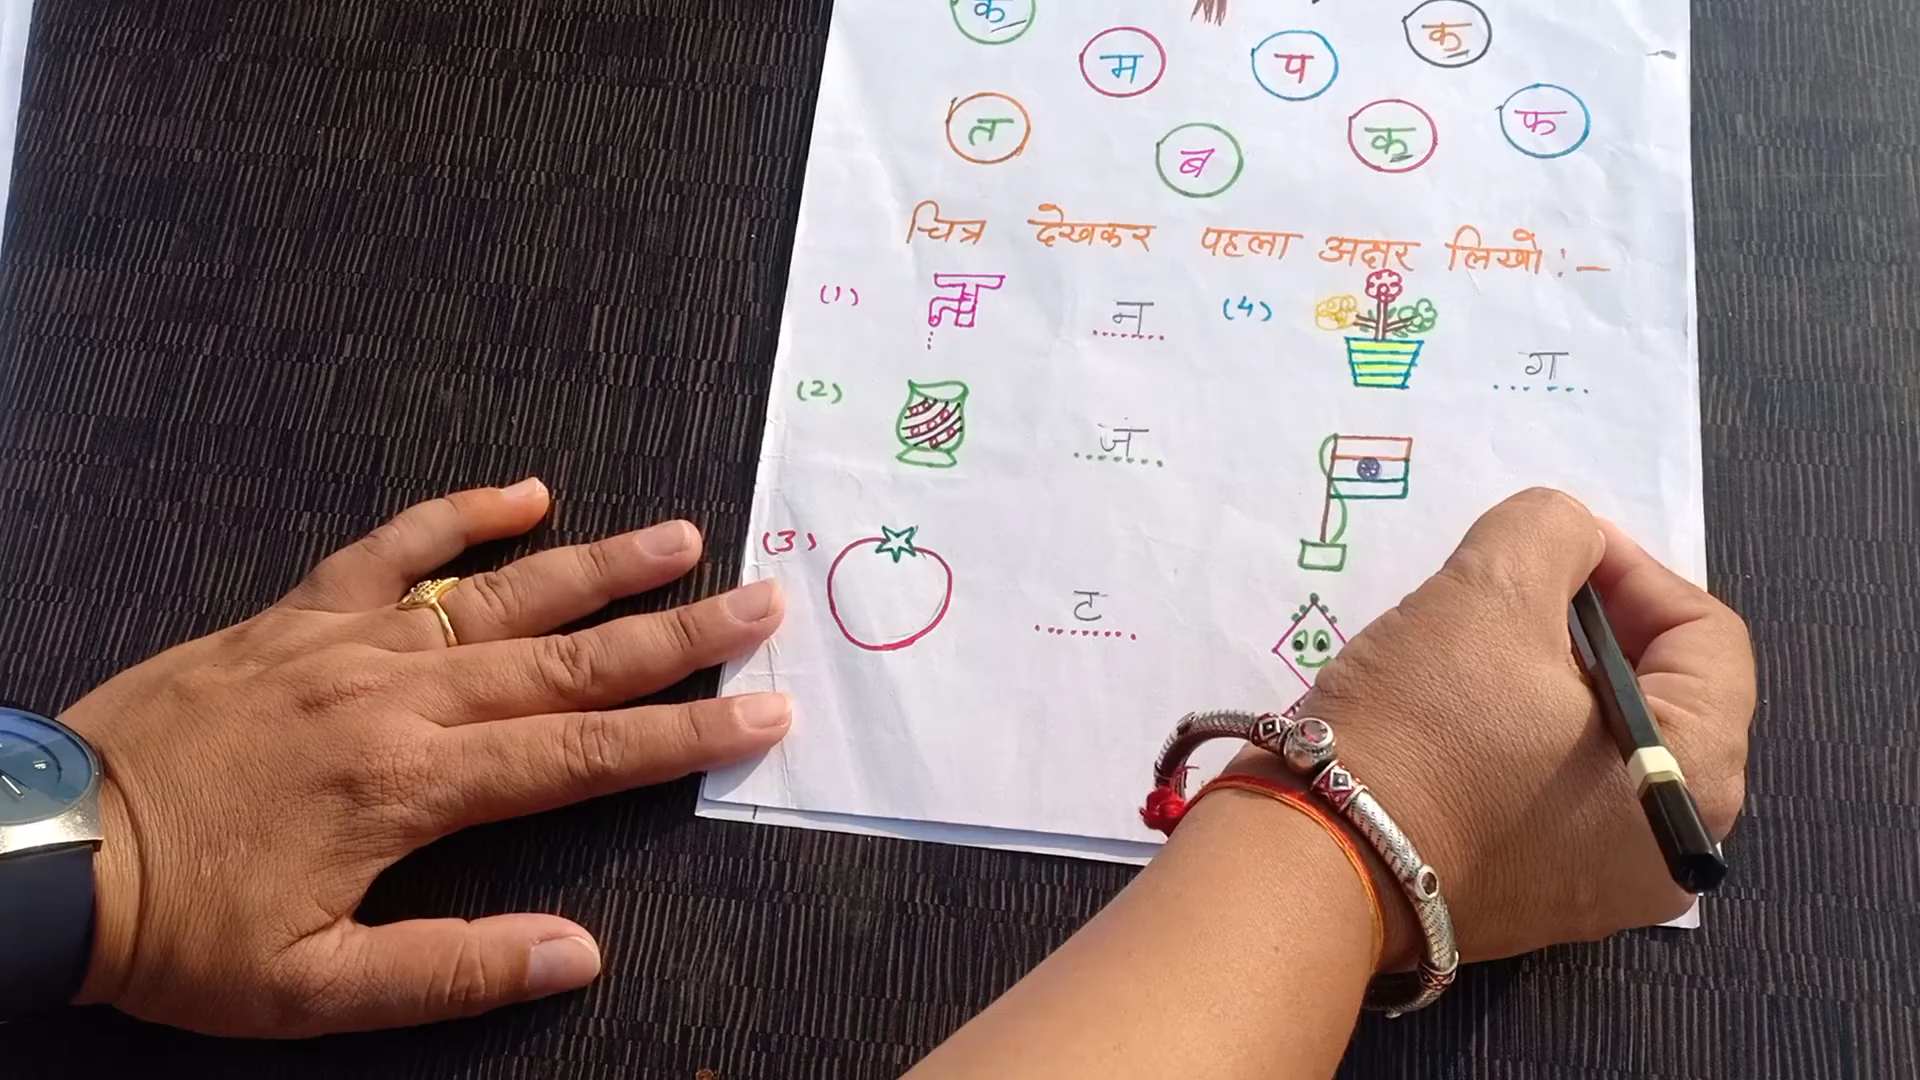 क क
म प
त ब क फ
चित्र देखकर पहला अक्षर लिखो :-
(1) न (4) ग
(2) ज
(3) ट